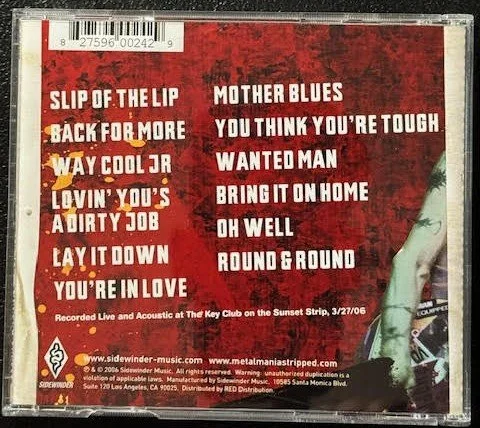 8 27596 00242 9
SLIP OF THE LIP
BACK FOR MORE
WAY COOL JR
LOVIN' YOU'S
A DIRTY JOB
LAY IT DOWN
YOU'RE IN LOVE
MOTHER BLUES
YOU THINK YOU'RE TOUGH
WANTED MAN
BRING IT ON HOME
OH WELL
ROUND & ROUND
Recorded Live and Acoustic at The Key Club on the Sunset Strip, 3/27/06
SIDEWINDER
www.sidewinder-music.com www.metalmaniastripped.com
℗ & © 2006 Sidewinder Music. All rights reserved. Warning: unauthorized duplication is a
violation of applicable laws. Manufactured by Sidewinder Music. 10585 Santa Monica Blvd.
Suite 120 Los Angeles, CA 90025. Distributed by RED Distribution.
EQUIPPED